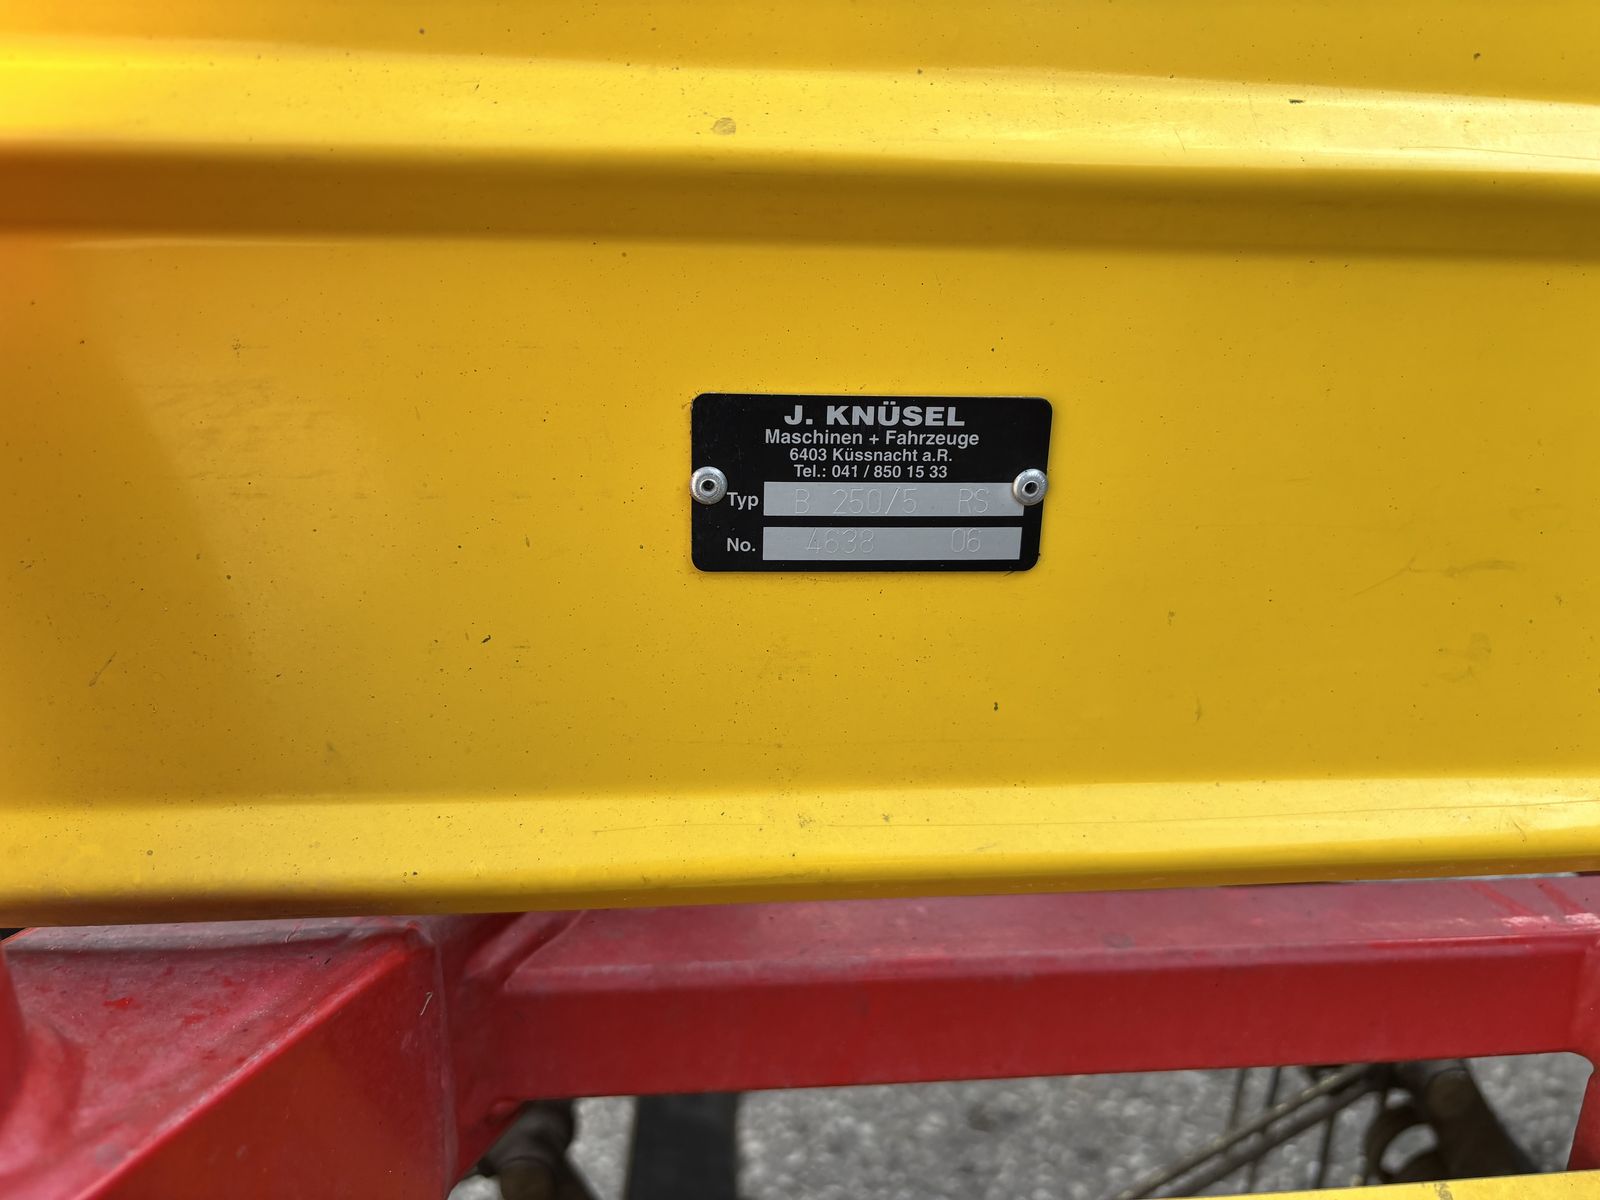 J. KNÜSEL
Maschinen + Fahrzeuge
6403 Küssnacht a.R.
Tel.: 041 / 850 15 33
Typ B 250/5 RS
No. 4638 06